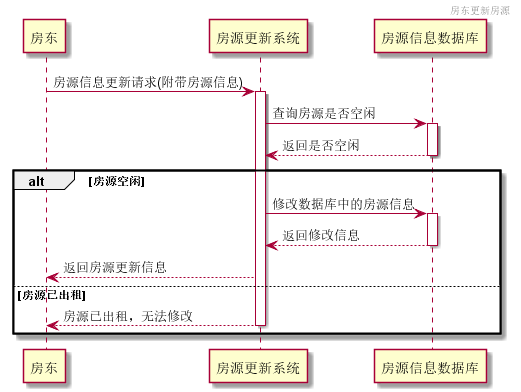 房东更新房源
房东 房源更新系统 房源信息数据库
房源信息更新请求(附带房源信息)
查询房源是否空闲
返回是否空闲
alt [房源空闲]
修改数据库中的房源信息
返回修改信息
返回房源更新信息
[房源已出租]
房源已出租，无法修改
房东 房源更新系统 房源信息数据库